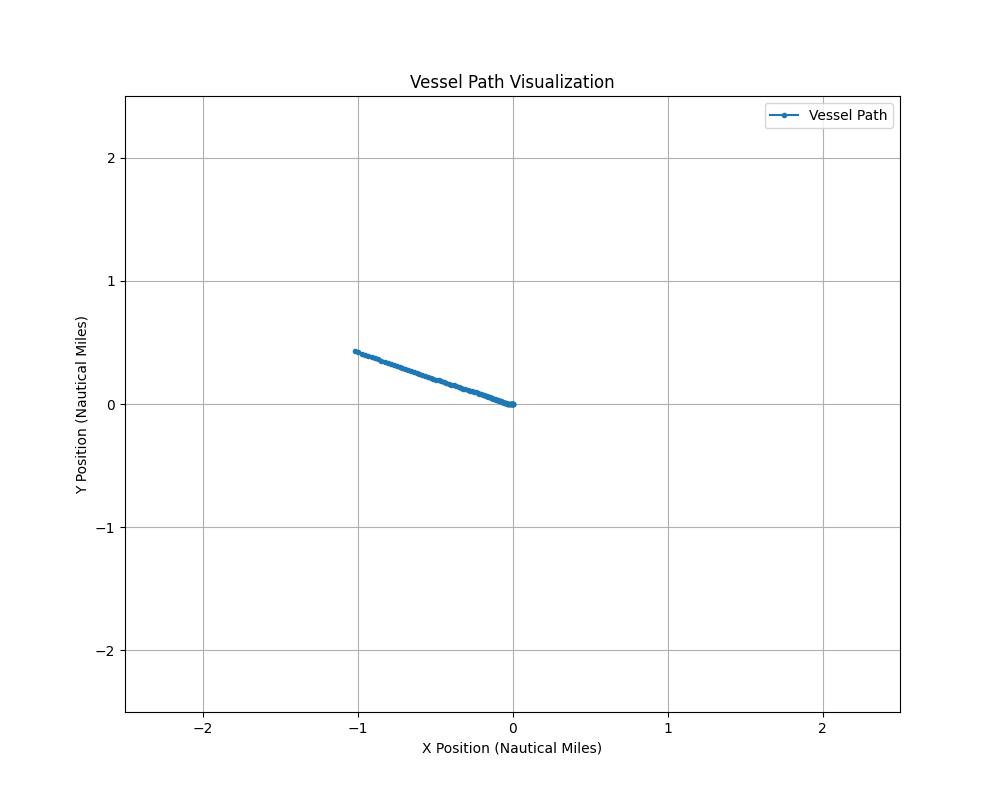 Vessel Path Visualization
Vessel Path
Y Position (Nautical Miles)
2
1
0
−1
−2
−2
−1
0
1
2
X Position (Nautical Miles)